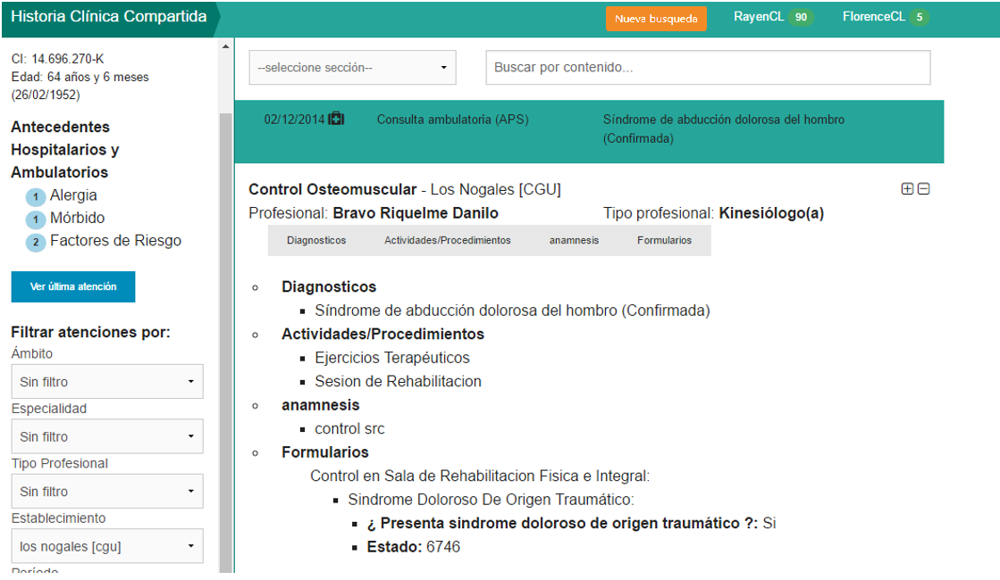 Historia Clínica Compartida
Nueva busqueda
RayenCL 90
FlorenceCL 5
CI: 14.696.270-K
Edad: 64 años y 6 meses
(26/02/1952)
Antecedentes
Hospitalarios y
Ambulatorios
1 Alergia
1 Mórbido
2 Factores de Riesgo
Ver última atención
Filtrar atenciones por:
Ámbito
Sin filtro
Especialidad
Sin filtro
Tipo Profesional
Sin filtro
Establecimiento
los nogales [cgu]
Período
--seleccione sección--
Buscar por contenido...
02/12/2014 Consulta ambulatoria (APS) Síndrome de abducción dolorosa del hombro
(Confirmada)
Control Osteomuscular - Los Nogales [CGU]
Profesional: Bravo Riquelme Danilo Tipo profesional: Kinesiólogo(a)
Diagnosticos Actividades/Procedimientos anamnesis Formularios
Diagnosticos
Síndrome de abducción dolorosa del hombro (Confirmada)
Actividades/Procedimientos
Ejercicios Terapéuticos
Sesion de Rehabilitacion
anamnesis
control src
Formularios
Control en Sala de Rehabilitacion Fisica e Integral:
Sindrome Doloroso De Origen Traumático:
¿ Presenta sindrome doloroso de origen traumático ?: Si
Estado: 6746